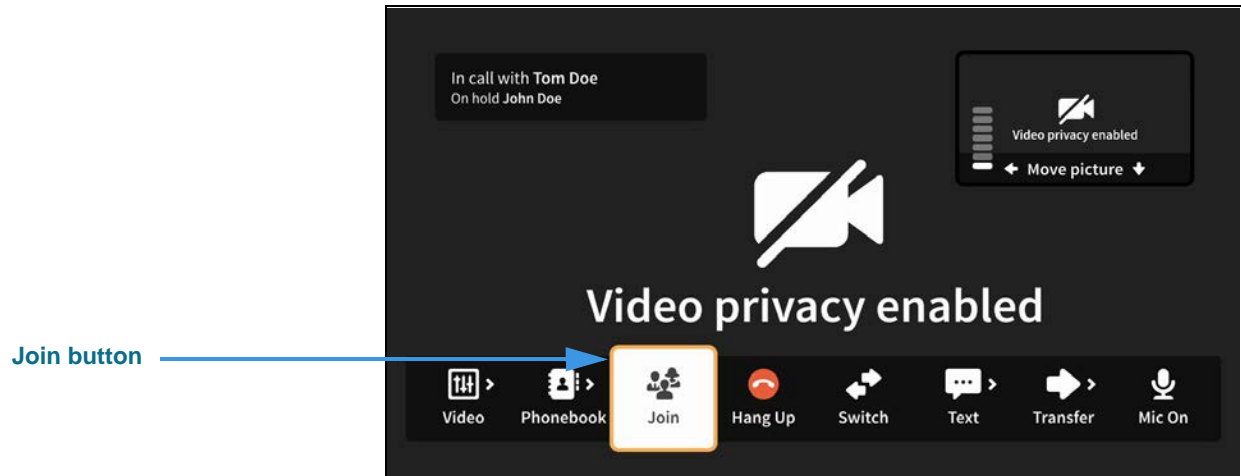 In call with Tom Doe
On hold John Doe
Video privacy enabled
Move picture
Video privacy enabled
Join button
Video
Phonebook
Join
Hang Up
Switch
Text
Transfer
Mic On